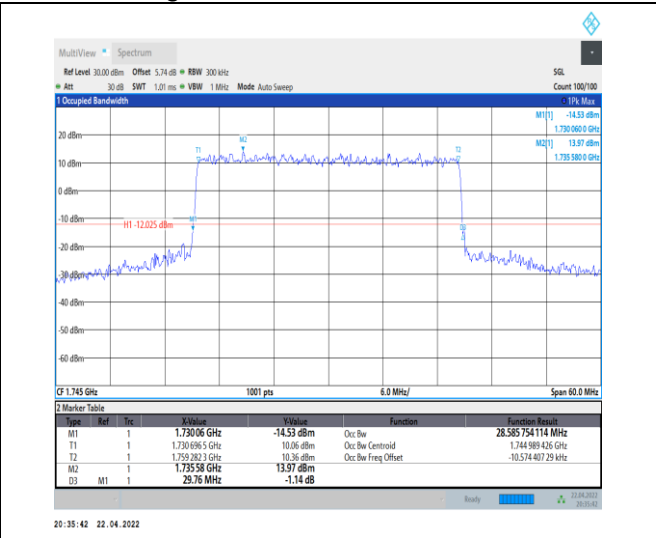 MultiView Spectrum
Ref Level 30.00 dBm Offset 5.74 dB RBW 300 kHz SGL
Att 30 dB SWT 1.01 ms VBW 1 MHz Mode Auto Sweep Count 100/100
1 Occupied Bandwidth 1Pk Max
M1[1] -14.53 dBm
1.730 060 0 GHz
M2[1] 13.97 dBm
1.735 580 0 GHz
20 dBm
M2
T1 T2
10 dBm
0 dBm
-10 dBm
M1
H1 -12.025 dBm
D3
-20 dBm
-30 dBm
-40 dBm
-50 dBm
-60 dBm
CF 1.745 GHz 1001 pts 6.0 MHz/ Span 60.0 MHz
2 Marker Table
Type Ref Trc X-Value Y-Value Function Function Result
M1 1 1.73006 GHz -14.53 dBm Occ Bw 28.585 754 114 MHz
T1 1 1.730 696 5 GHz 10.06 dBm Occ Bw Centroid 1.744 989 426 GHz
T2 1 1.759 282 3 GHz 10.36 dBm Occ Bw Freq Offset -10.574 407 29 kHz
M2 1 1.73558 GHz 13.97 dBm
D3 M1 1 29.76 MHz -1.14 dB
Ready 22.04.2022
20:35:42
20:35:42 22.04.2022